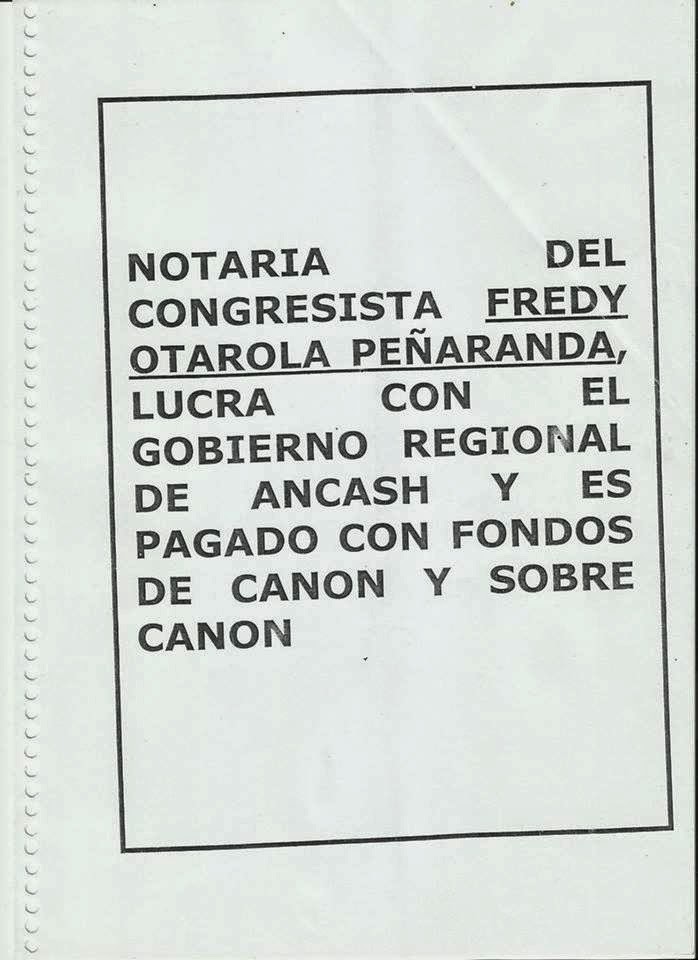 NOTARIA DEL
CONGRESISTA FREDY
OTAROLA PEÑARANDA,
LUCRA CON EL
GOBIERNO REGIONAL
DE ANCASH Y ES
PAGADO CON FONDOS
DE CANON Y SOBRE
CANON